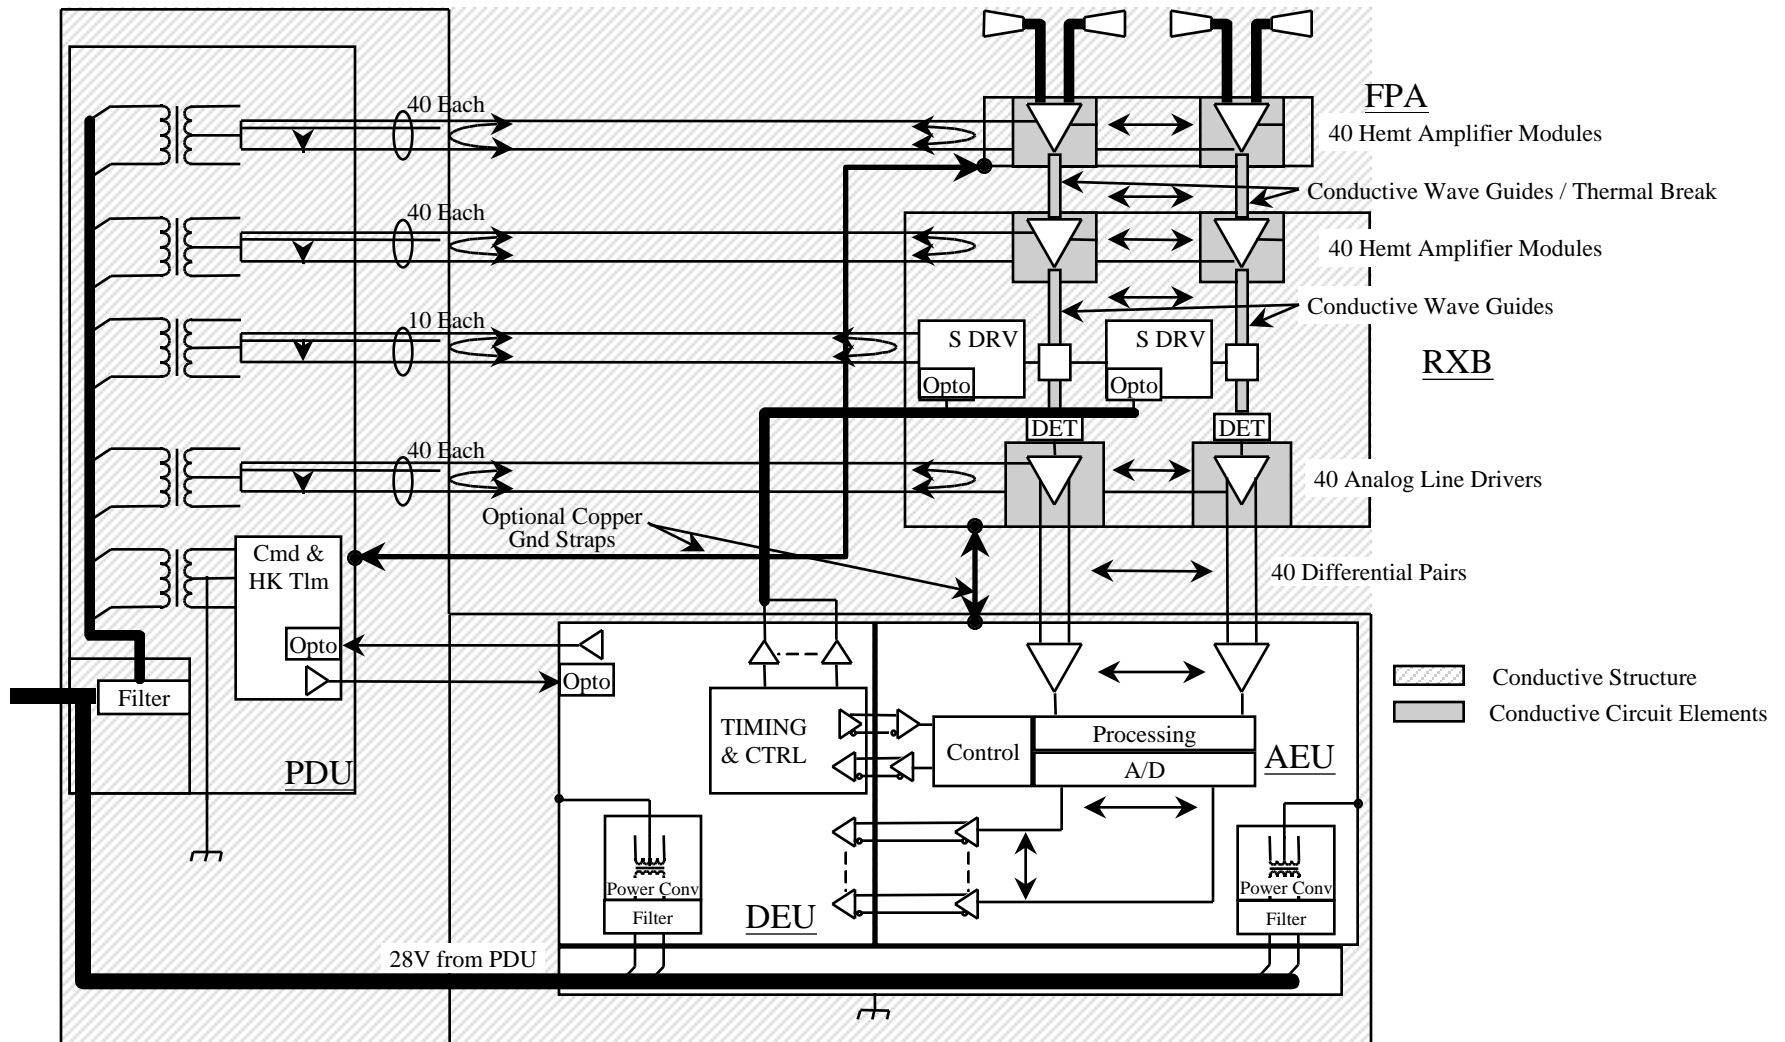 40 Each
FPA
40 Hemt Amplifier Modules
Conductive Wave Guides / Thermal Break
40 Each
40 Hemt Amplifier Modules
Conductive Wave Guides
10 Each
S DRV
S DRV
RXB
Opto
Opto
DET
DET
40 Each
40 Analog Line Drivers
Optional Copper
Gnd Straps
Cmd &
HK Tlm
40 Differential Pairs
Opto
Opto
Filter
Conductive Structure
Conductive Circuit Elements
TIMING
& CTRL
Control
Processing
A/D
AEU
PDU
Power Conv
Filter
DEU
Power Conv
Filter
28V from PDU